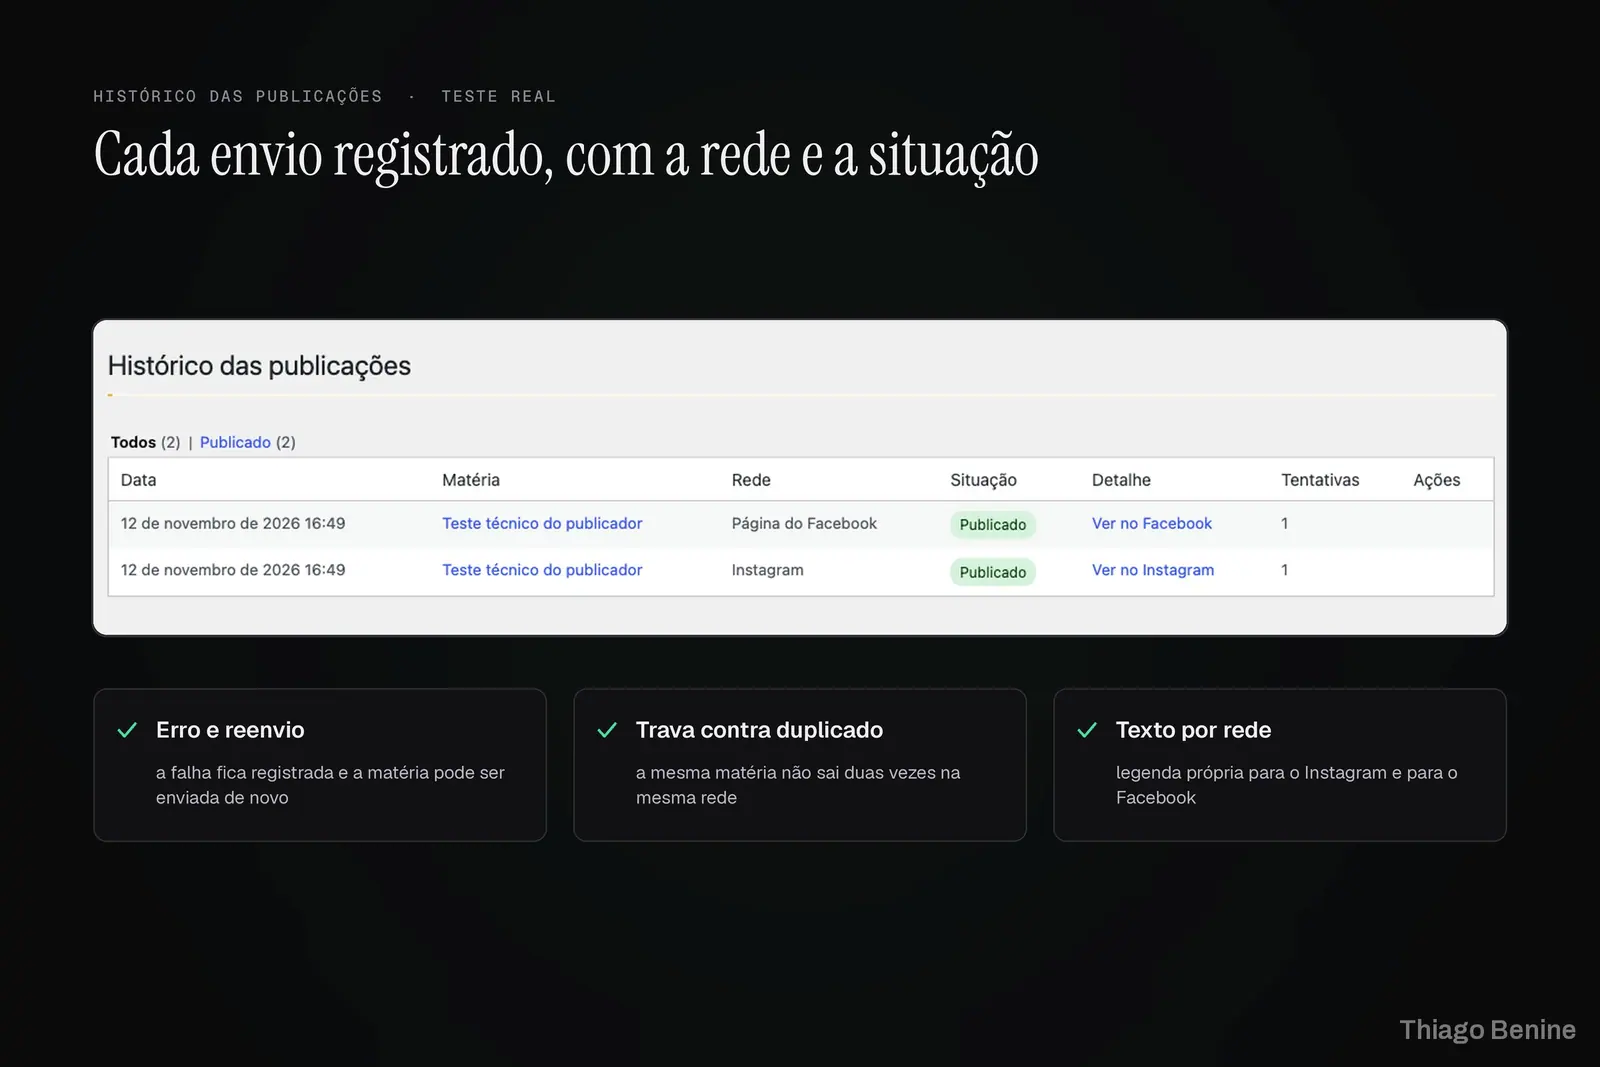 HISTÓRICO DAS PUBLICAÇÕES · TESTE REAL
Cada envio registrado, com a rede e a situação
Histórico das publicações
Todos (2) | Publicado (2)
Data Matéria Rede Situação Detalhe Tentativas Ações
12 de novembro de 2026 16:49 Teste técnico do publicador Página do Facebook Publicado Ver no Facebook 1
12 de novembro de 2026 16:49 Teste técnico do publicador Instagram Publicado Ver no Instagram 1
Erro e reenvio
a falha fica registrada e a matéria pode ser
enviada de novo
Trava contra duplicado
a mesma matéria não sai duas vezes na
mesma rede
Texto por rede
legenda própria para o Instagram e para o
Facebook
Thiago Benine